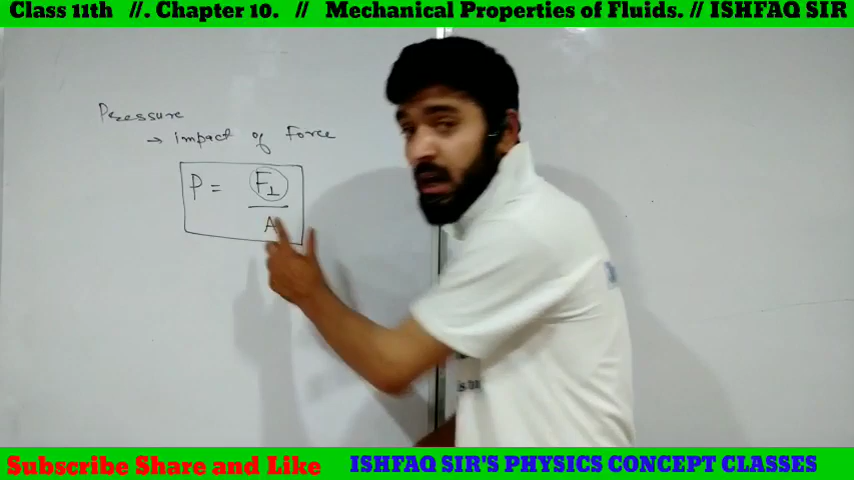 Class 11th //. Chapter 10. // Mechanical Properties of Fluids. // ISHFAQ SIR
Pressure
→ Impact of Force
P = F⊥ / A
Subscribe Share and Like ISHFAQ SIR'S PHYSICS CONCEPT CLASSES